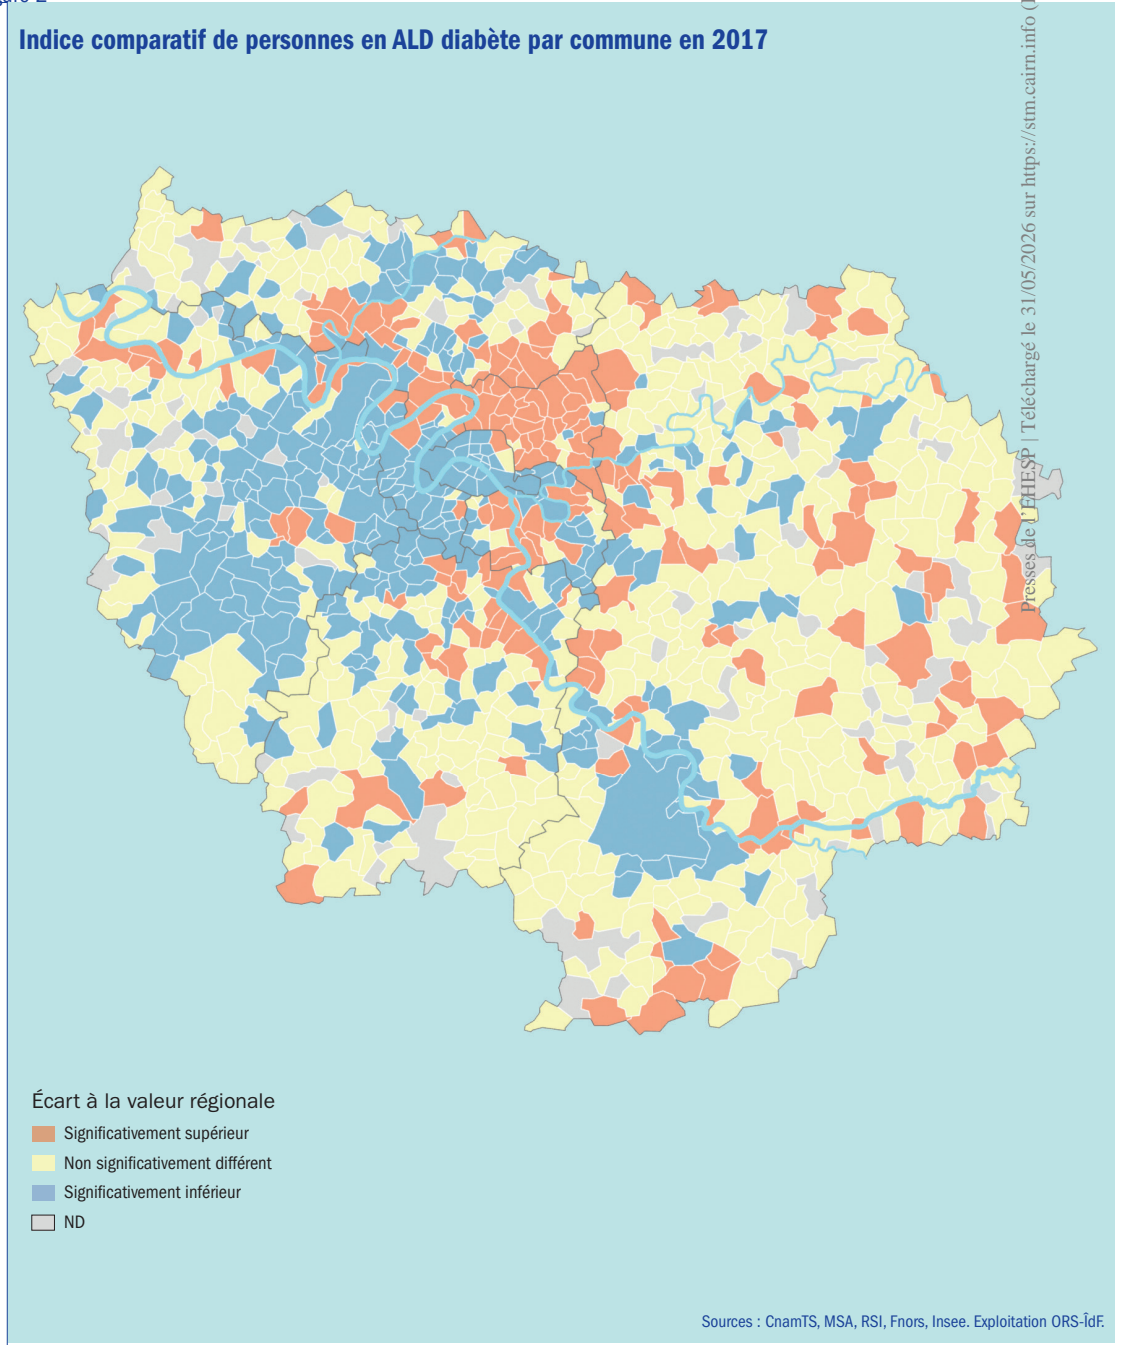 Indice comparatif de personnes en ALD diabète par commune en 2017
Presses de l'EHESP | Téléchargé le 31/05/2026 sur https://stm.cairn.info (
Écart à la valeur régionale
Significativement supérieur
Non significativement différent
Significativement inférieur
ND
Sources : CnamTS, MSA, RSI, Fnors, Insee. Exploitation ORS-ÎdF.